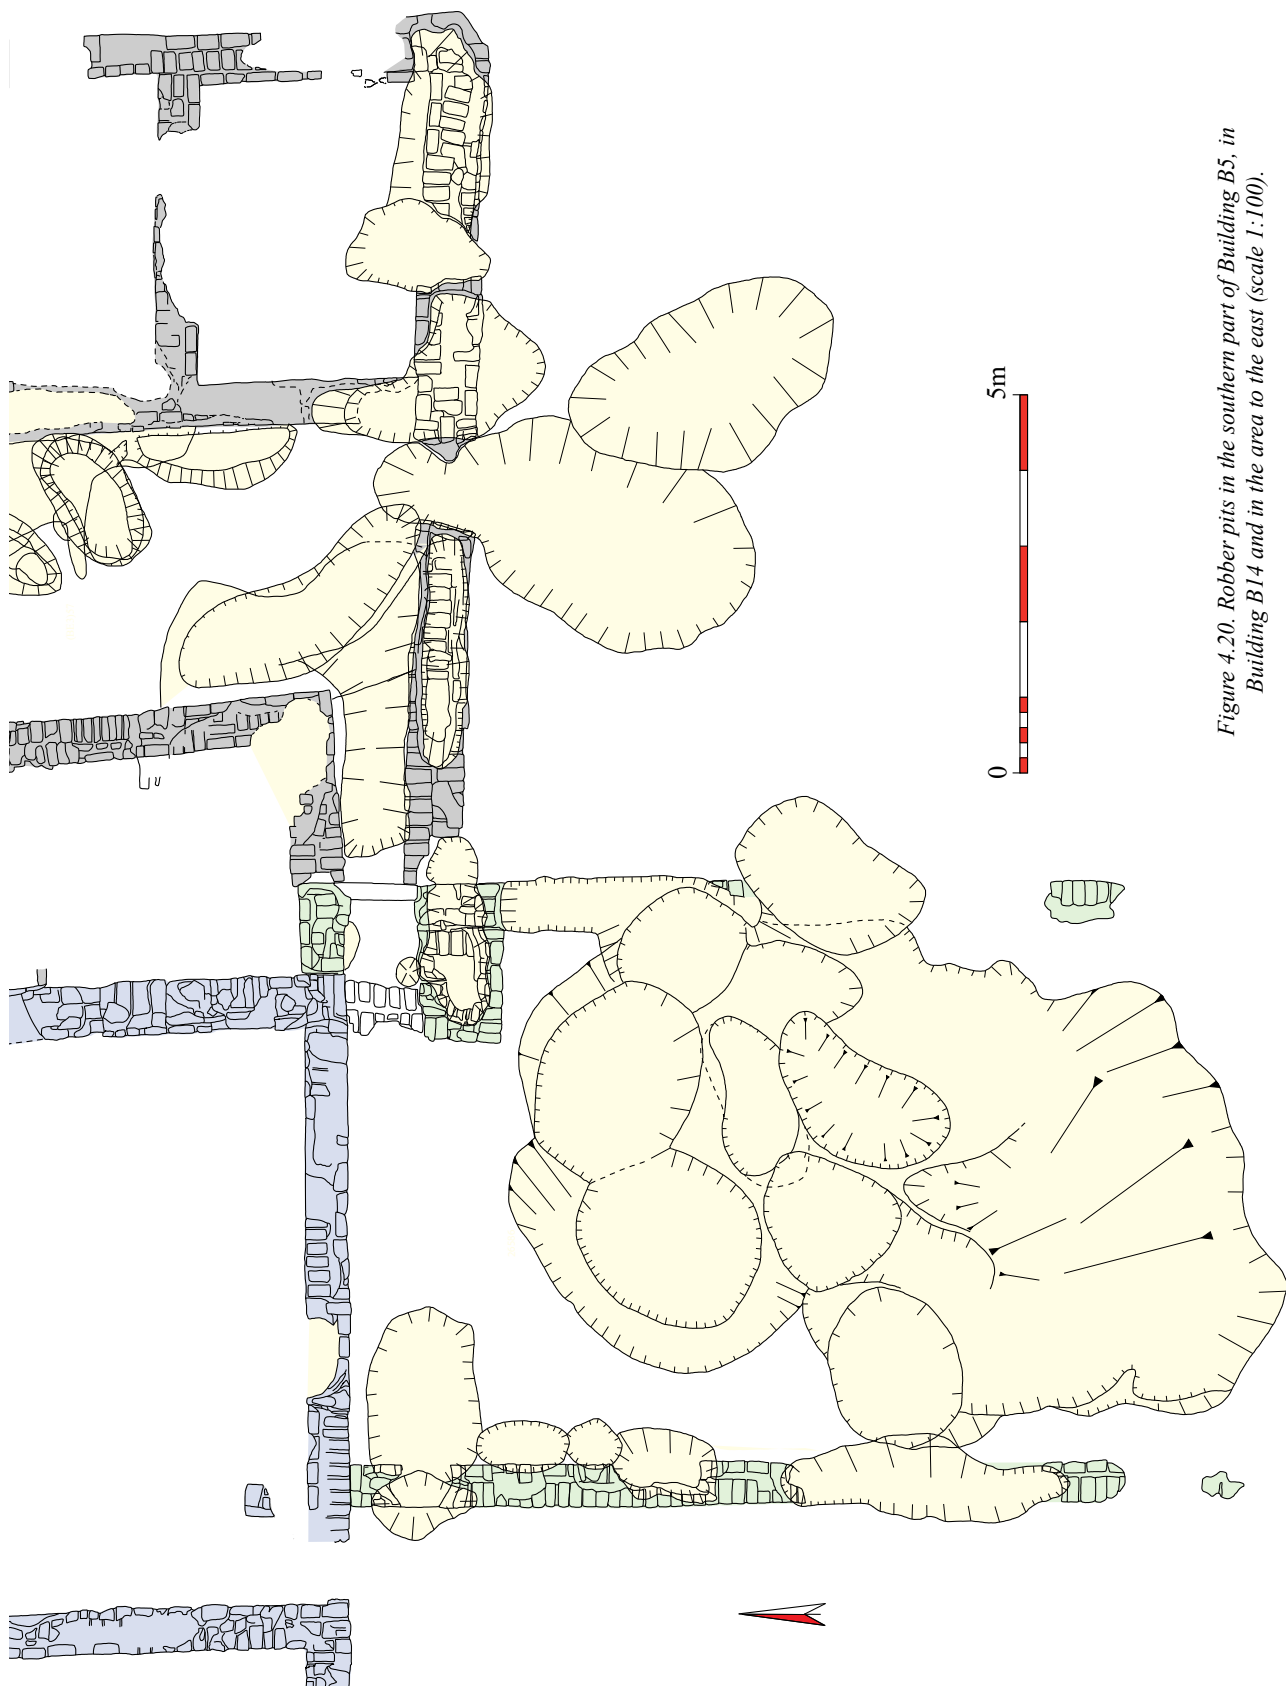 5m
0
Figure 4.20. Robber pits in the southern part of Building B5, in
Building B14 and in the area to the east (scale 1:100).